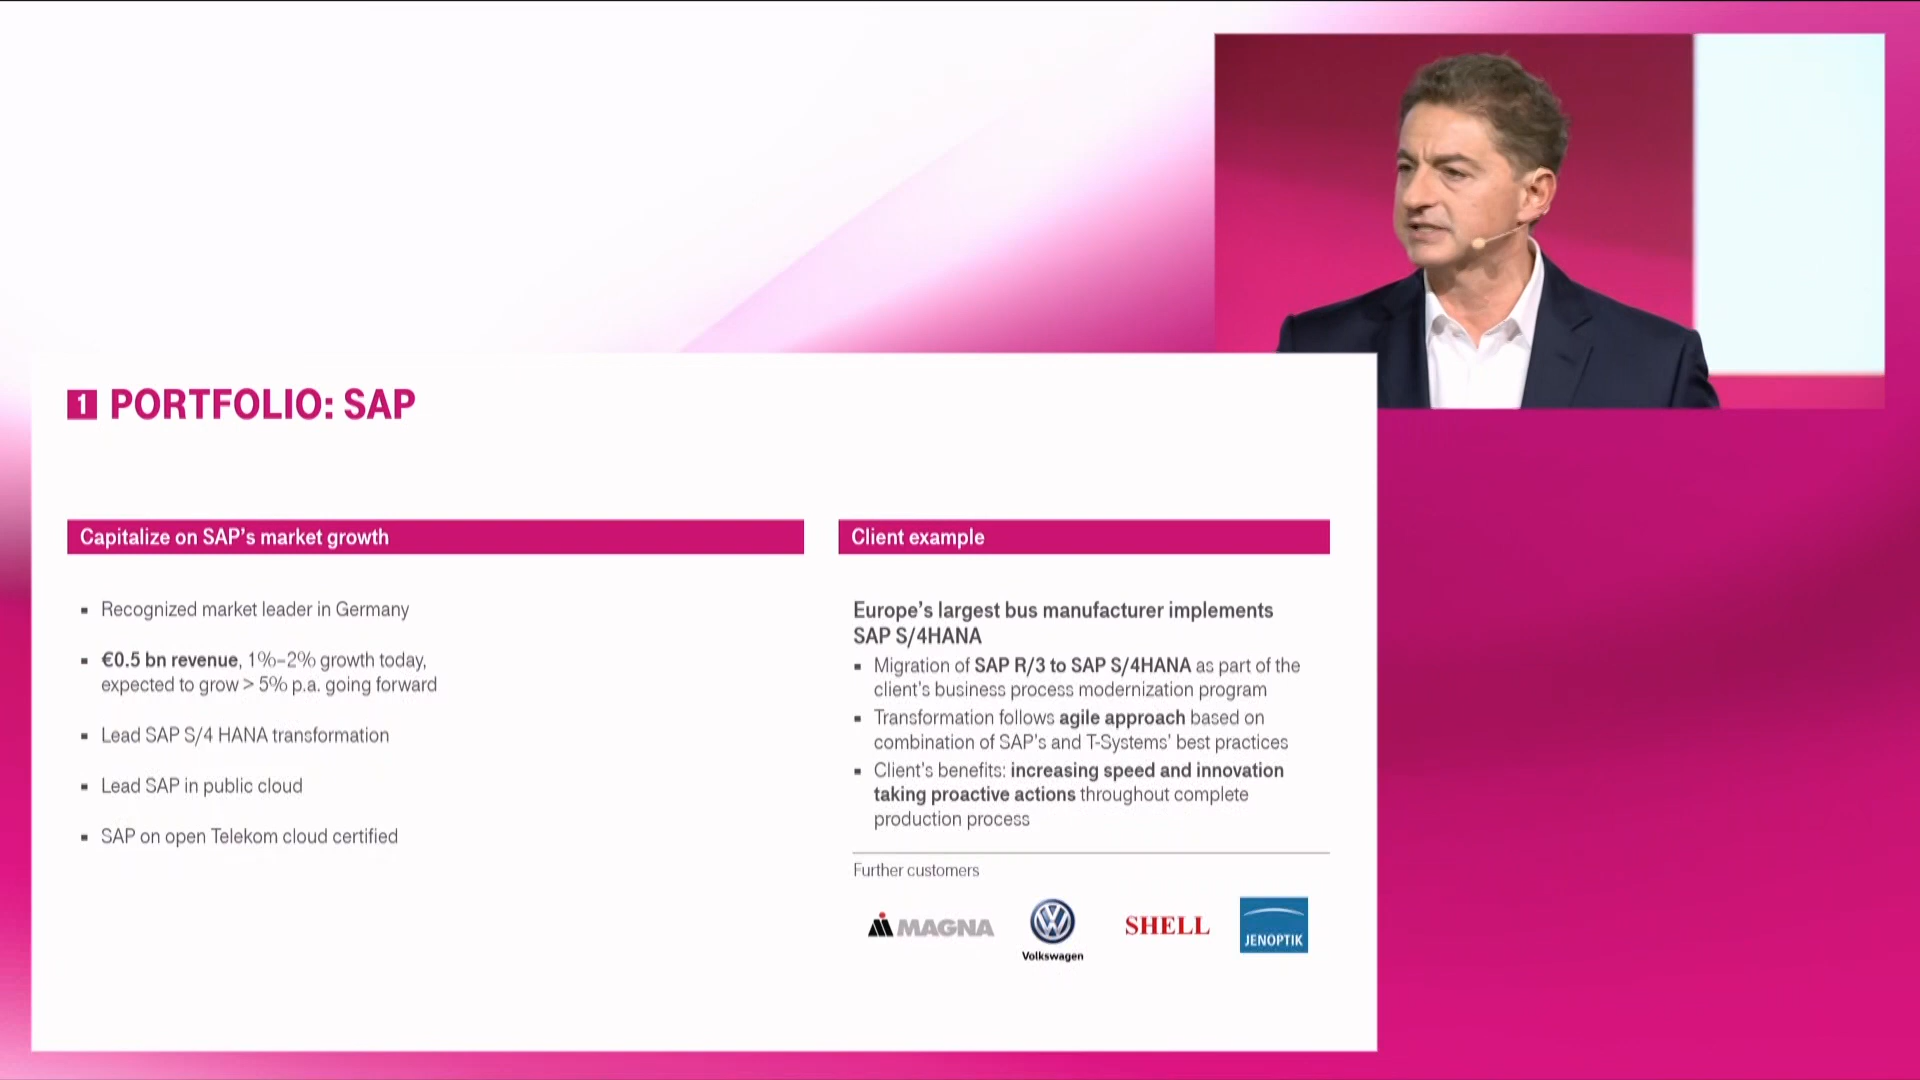 1 PORTFOLIO: SAP
Capitalize on SAP's market growth
▪ Recognized market leader in Germany
▪ €0.5 bn revenue, 1%–2% growth today,
expected to grow > 5% p.a. going forward
▪ Lead SAP S/4 HANA transformation
▪ Lead SAP in public cloud
▪ SAP on open Telekom cloud certified
Client example
Europe's largest bus manufacturer implements
SAP S/4HANA
▪ Migration of SAP R/3 to SAP S/4HANA as part of the
client's business process modernization program
▪ Transformation follows agile approach based on
combination of SAP's and T-Systems' best practices
▪ Client's benefits: increasing speed and innovation
taking proactive actions throughout complete
production process
Further customers
MAGNA
Volkswagen
SHELL
JENOPTIK